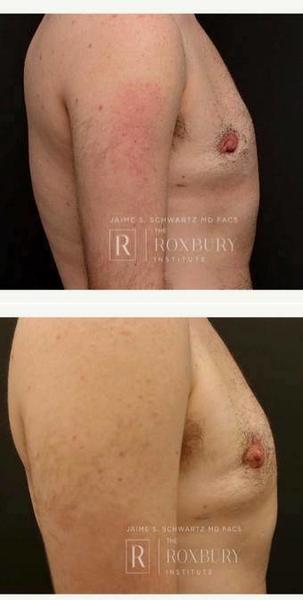 JAIME S. SCHWARTZ MD FACS
R
THE
ROXBURY
INSTITUTE
JAIME S. SCHWARTZ MD FACS
R
THE
ROXBURY
INSTITUTE